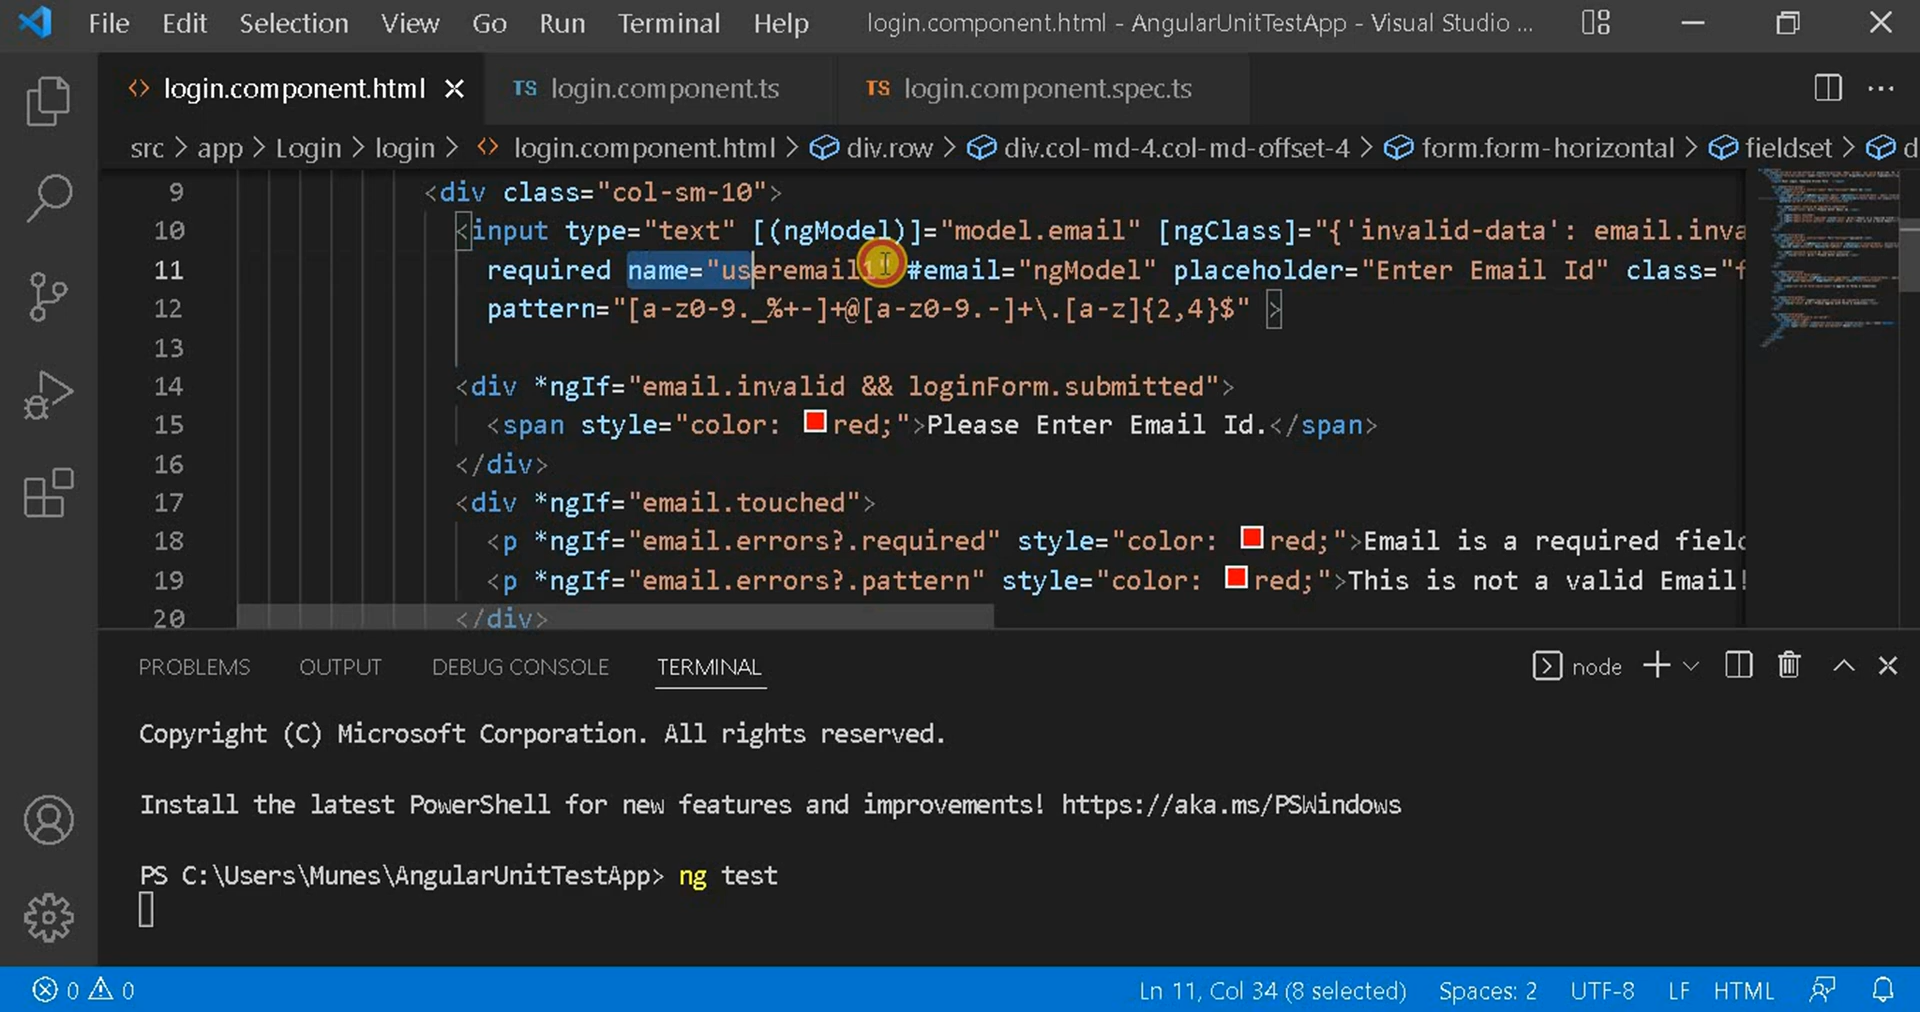 File Edit Selection View Go Run Terminal Help login.component.html - AngularUnitTestApp - Visual Studio ...
login.component.html TS login.component.ts TS login.component.spec.ts
src > app > Login > login > login.component.html > div.row > div.col-md-4.col-md-offset-4 > form.form-horizontal > fieldset > d
9 <div class="col-sm-10">
10 <input type="text" [(ngModel)]="model.email" [ngClass]="{'invalid-data': email.inva
11 required name="useremail #email="ngModel" placeholder="Enter Email Id" class="f
12 pattern="[a-z0-9._%+-]+@[a-z0-9.-]+\.[a-z]{2,4}$" >
13
14 <div *ngIf="email.invalid && loginForm.submitted">
15 <span style="color: red;">Please Enter Email Id.</span>
16 </div>
17 <div *ngIf="email.touched">
18 <p *ngIf="email.errors?.required" style="color: red;">Email is a required field
19 <p *ngIf="email.errors?.pattern" style="color: red;">This is not a valid Email!
20 </div>
PROBLEMS OUTPUT DEBUG CONSOLE TERMINAL node
Copyright (C) Microsoft Corporation. All rights reserved.
Install the latest PowerShell for new features and improvements! https://aka.ms/PSWindows
PS C:\Users\Munes\AngularUnitTestApp> ng test
0 0 Ln 11, Col 34 (8 selected) Spaces: 2 UTF-8 LF HTML